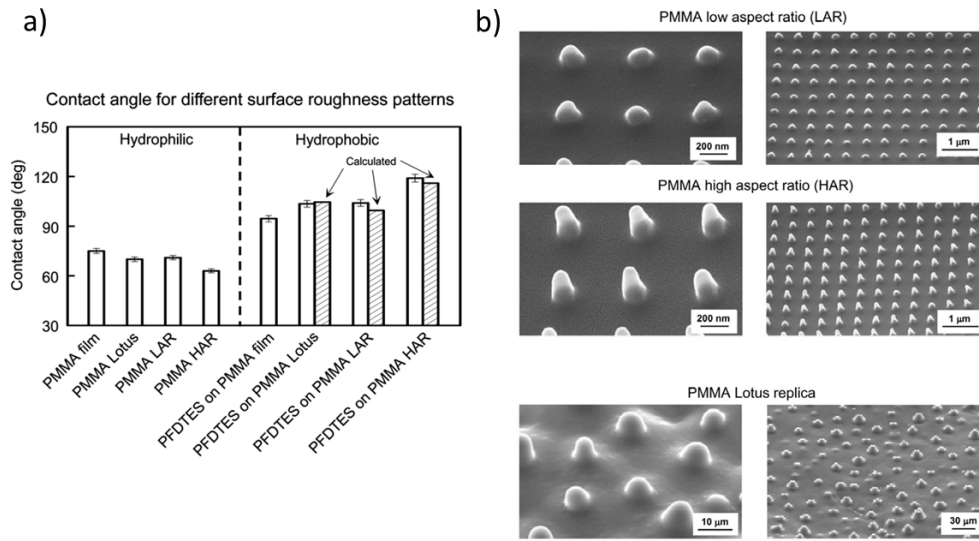 a)
Contact angle for different surface roughness patterns
Contact angle (deg)
150
120
90
60
30
Hydrophilic
Hydrophobic
Calculated
PMMA film
PMMA Lotus
PMMA LAR
PMMA HAR
PFDTES on PMMA film
PFDTES on PMMA Lotus
PFDTES on PMMA LAR
PFDTES on PMMA HAR
b)
PMMA low aspect ratio (LAR)
200 nm
1 μm
PMMA high aspect ratio (HAR)
200 nm
1 μm
PMMA Lotus replica
10 μm
30 μm